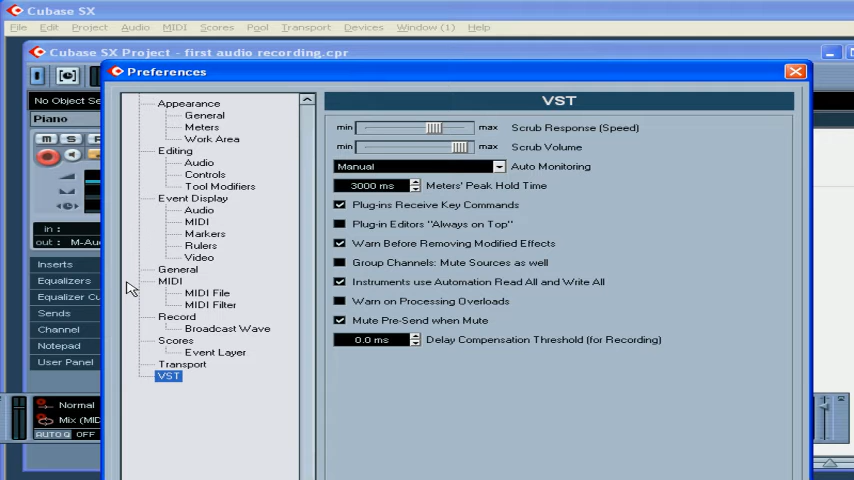 Cubase SX
File Edit Project Audio MIDI Scores Pool Transport Devices Window (1) Help
Cubase SX Project - first audio recording.cpr
Preferences
No Object Se
Piano
M S
in :
out : M-Au
Inserts
Equalizers
Equalizer Cu
Sends
Channel
Notepad
User Panel
Normal
Mix (MID
AUTO Q OFF
Appearance
General
Meters
Work Area
Editing
Audio
Controls
Tool Modifiers
Event Display
Audio
MIDI
Markers
Rulers
Video
General
MIDI
MIDI File
MIDI Filter
Record
Broadcast Wave
Scores
Event Layer
Transport
VST
VST
min max Scrub Response (Speed)
min max Scrub Volume
Manual Auto Monitoring
3000 ms Meters' Peak Hold Time
Plug-ins Receive Key Commands
Plug-in Editors "Always on Top"
Warn Before Removing Modified Effects
Group Channels: Mute Sources as well
Instruments use Automation Read All and Write All
Warn on Processing Overloads
Mute Pre-Send when Mute
0.0 ms Delay Compensation Threshold (for Recording)